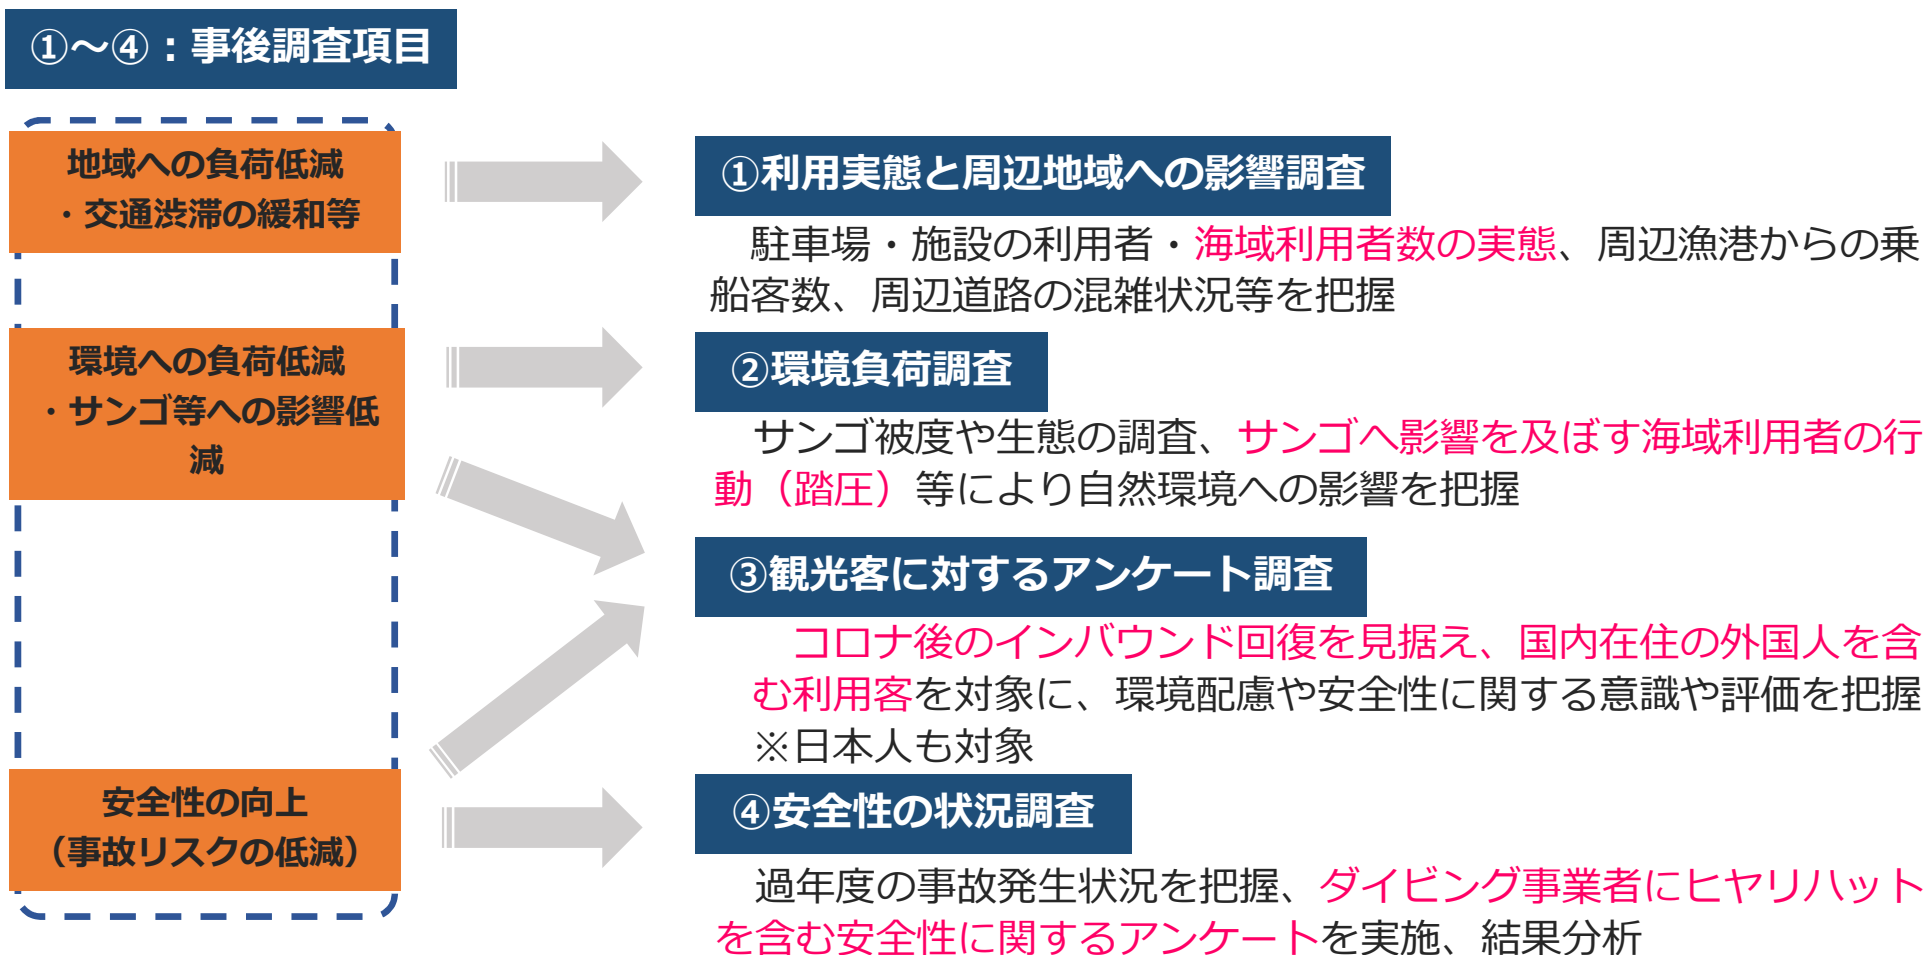 ①～④：事後調査項目
地域への負荷低減
・交通渋滞の緩和等
環境への負荷低減
・サンゴ等への影響低
減
安全性の向上
（事故リスクの低減）
①利用実態と周辺地域への影響調査
駐車場・施設の利用者・海域利用者数の実態、周辺漁港からの乗
船客数、周辺道路の混雑状況等を把握
②環境負荷調査
サンゴ被度や生態の調査、サンゴへ影響を及ぼす海域利用者の行
動（踏圧）等により自然環境への影響を把握
③観光客に対するアンケート調査
コロナ後のインバウンド回復を見据え、国内在住の外国人を含
む利用客を対象に、環境配慮や安全性に関する意識や評価を把握
※日本人も対象
④安全性の状況調査
過年度の事故発生状況を把握、ダイビング事業者にヒヤリハット
を含む安全性に関するアンケートを実施、結果分析